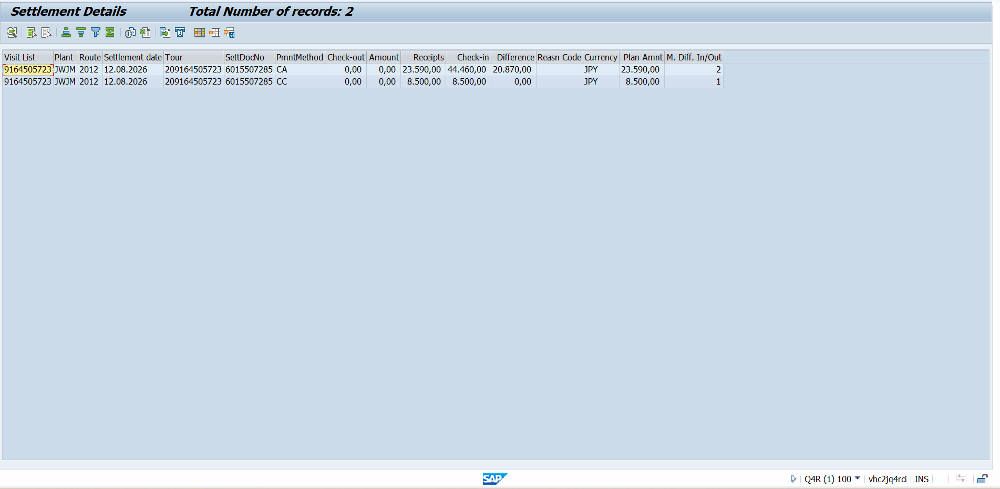 Settlement Details Total Number of records: 2
Visit List Plant Route Settlement date Tour SettDocNo PmntMethod Check-out Amount Receipts Check-in Difference Reasn Code Currency Plan Amnt M. Diff. In/Out
9164505723 JWJM 2012 12.08.2026 209164505723 6015507285 CA 0,00 0,00 23.590,00 44.460,00 20.870,00 JPY 23.590,00 2
9164505723 JWJM 2012 12.08.2026 209164505723 6015507285 CC 0,00 0,00 8.500,00 8.500,00 0,00 JPY 8.500,00 1
SAP Q4R (1) 100 vhc2jq4rci INS